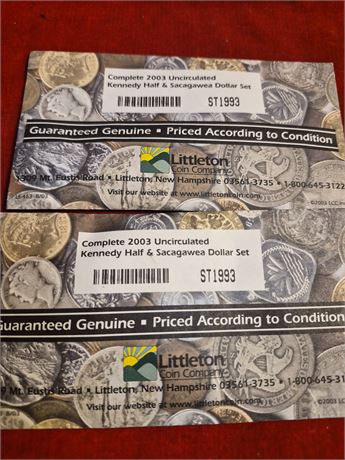 Complete 2003 Uncirculated
Kennedy Half & Sacagawea Dollar Set
ST1993
Guaranteed Genuine ▪ Priced According to Condition
Littleton
Coin Company
1309 Mt. Eustis Road • Littleton, New Hampshire 03561-3735 • 1-800-645-3122
Visit our website at www.littletoncoin.com
©2003 LCC, Inc
Complete 2003 Uncirculated
Kennedy Half & Sacagawea Dollar Set
ST1993
Guaranteed Genuine ▪ Priced According to Condition
Littleton
Coin Company
9 Mt. Eustis Road • Littleton, New Hampshire 03561-3735 • 1-800-645-31
Visit our website at www.littletoncoin.com
©2003 LC